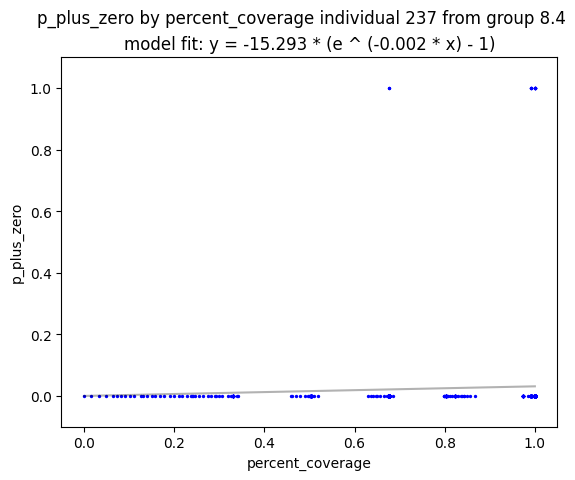 p_plus_zero by percent_coverage individual 237 from group 8.4
model fit: y = -15.293 * (e ^ (-0.002 * x) - 1)
1.0
0.8
0.6
0.4
0.2
0.0
p_plus_zero
0.0 0.2 0.4 0.6 0.8 1.0
percent_coverage